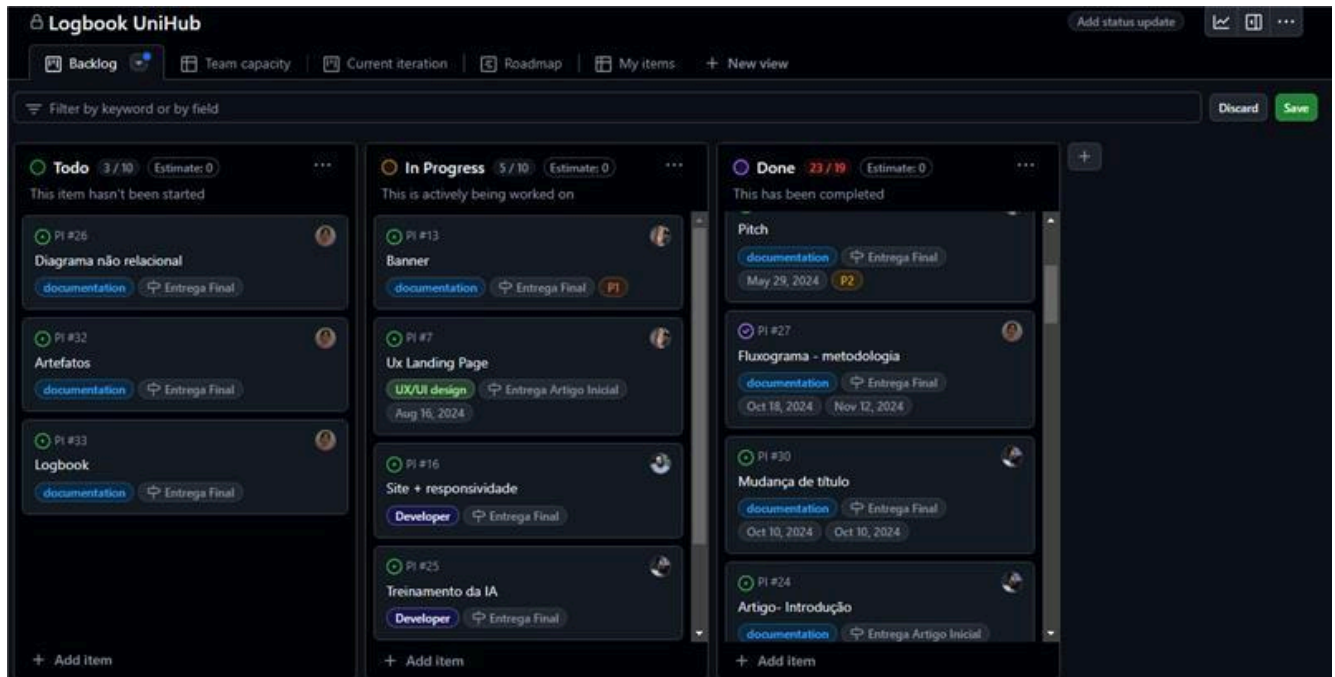 Logbook UniHub
Add status update
Backlog
Team capacity
Current iteration
Roadmap
My items
+ New view
Filter by keyword or by field
Discard
Save
Todo 3 / 10 Estimate: 0
This item hasn't been started
PI #26
Diagrama não relacional
documentation Entrega Final
PI #32
Artefatos
documentation Entrega Final
PI #33
Logbook
documentation Entrega Final
+ Add item
In Progress 5 / 10 Estimate: 0
This is actively being worked on
PI #13
Banner
documentation Entrega Final P1
PI #7
Ux Landing Page
UX/UI design Entrega Artigo Inicial
Aug 16, 2024
PI #16
Site + responsividade
Developer Entrega Final
PI #25
Treinamento da IA
Developer Entrega Final
+ Add item
Done 23 / 19 Estimate: 0
This has been completed
Pitch
documentation Entrega Final
May 29, 2024 P2
PI #27
Fluxograma - metodologia
documentation Entrega Final
Oct 18, 2024 Nov 12, 2024
PI #30
Mudança de título
documentation Entrega Final
Oct 10, 2024 Oct 10, 2024
PI #24
Artigo- Introdução
documentation Entrega Artigo Inicial
+ Add item